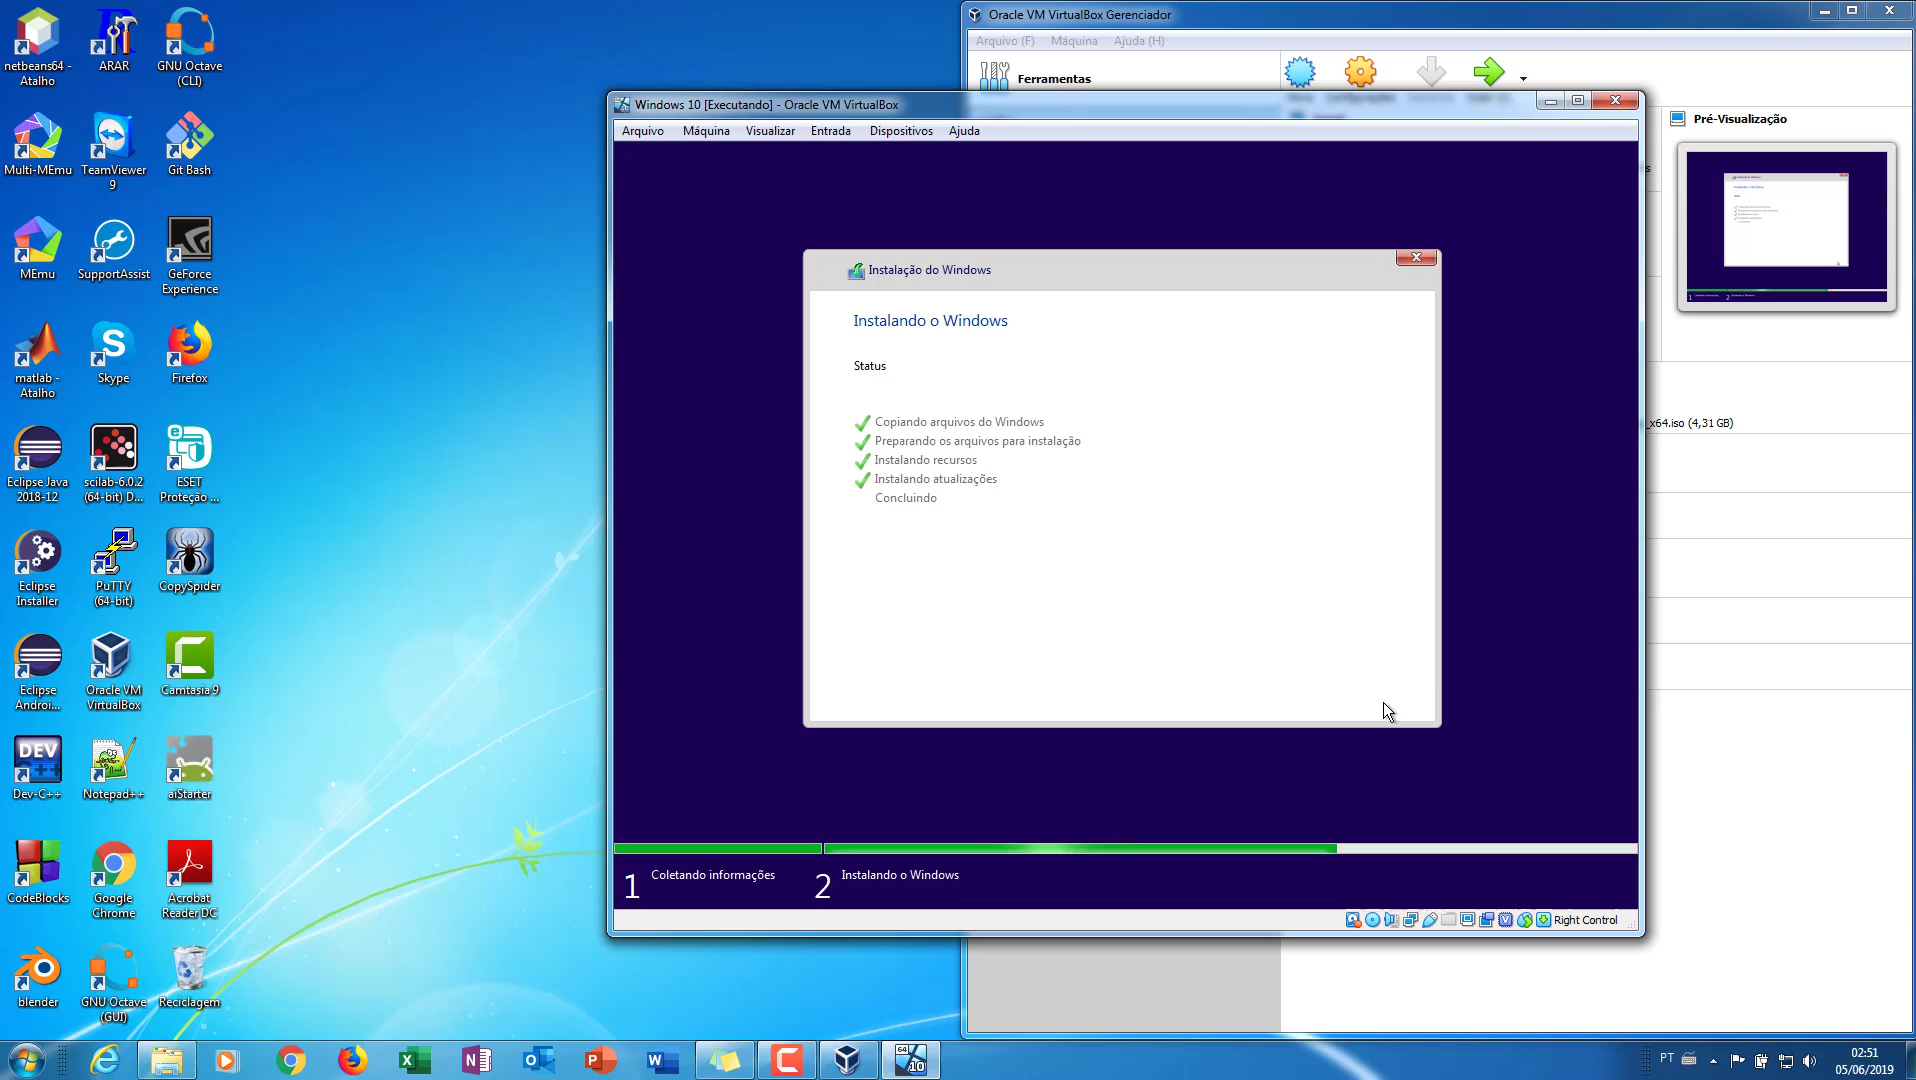 netbeans64 -
Atalho
ARAR
GNU Octave
(CLI)
Multi-MEmu
TeamViewer
9
Git Bash
MEmu
SupportAssist
GeForce
Experience
matlab -
Atalho
Skype
Firefox
Eclipse Java
2018-12
scilab-6.0.2
(64-bit) D...
ESET
Proteção ...
Eclipse
Installer
PuTTY
(64-bit)
CopySpider
Eclipse
Androi...
Oracle VM
VirtualBox
Camtasia 9
DEV
C++
Dev-C++
Notepad++
aiStarter
CodeBlocks
Google
Chrome
Acrobat
Reader DC
blender
GNU Octave
(GUI)
Reciclagem
Oracle VM VirtualBox Gerenciador
Arquivo (F) Máquina Ajuda (H)
Ferramentas
Pré-Visualização
_x64.iso (4,31 GB)
Windows 10 [Executando] - Oracle VM VirtualBox
Arquivo Máquina Visualizar Entrada Dispositivos Ajuda
Instalação do Windows
Instalando o Windows
Status
Copiando arquivos do Windows
Preparando os arquivos para instalação
Instalando recursos
Instalando atualizações
Concluindo
1 Coletando informações 2 Instalando o Windows
Right Control
PT
02:51
05/06/2019